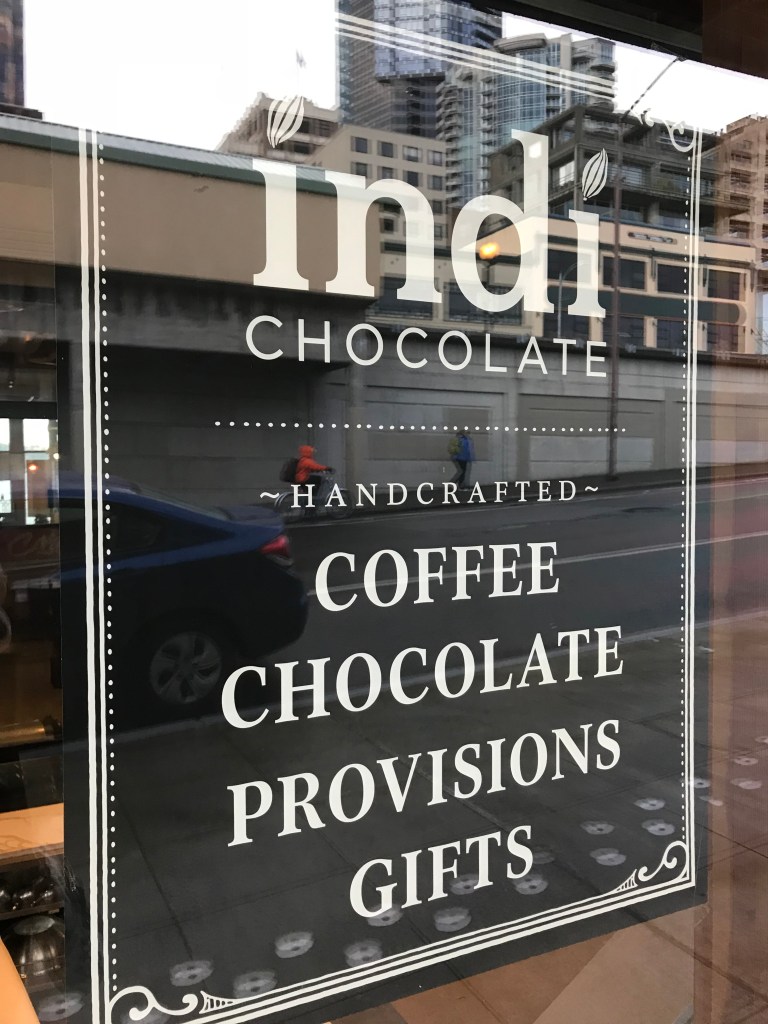 indi
CHOCOLATE
~HANDCRAFTED~
COFFEE
CHOCOLATE
PROVISIONS
GIFTS